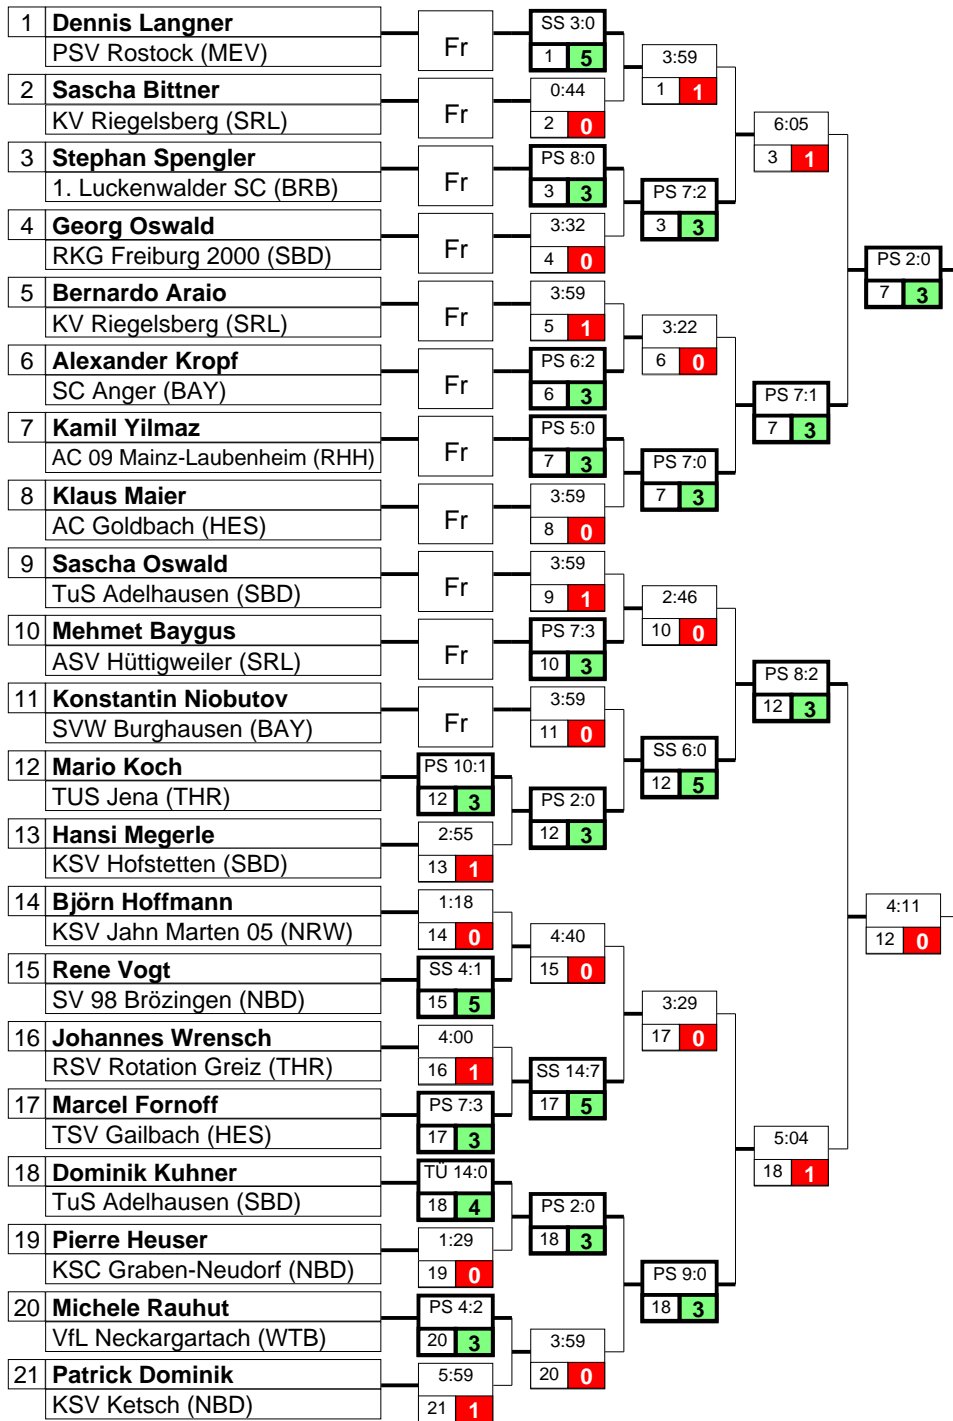 1 Dennis Langner
PSV Rostock (MEV)
Fr
SS 3:0
1 5
3:59
1 1
2 Sascha Bittner
KV Riegelsberg (SRL)
Fr
0:44
2 0
6:05
3 1
3 Stephan Spengler
1. Luckenwalder SC (BRB)
Fr
PS 8:0
3 3
PS 7:2
3 3
4 Georg Oswald
RKG Freiburg 2000 (SBD)
Fr
3:32
4 0
PS 2:0
7 3
5 Bernardo Araio
KV Riegelsberg (SRL)
Fr
3:59
5 1
3:22
6 0
6 Alexander Kropf
SC Anger (BAY)
Fr
PS 6:2
6 3
PS 7:1
7 3
7 Kamil Yilmaz
AC 09 Mainz-Laubenheim (RHH)
Fr
PS 5:0
7 3
PS 7:0
7 3
8 Klaus Maier
AC Goldbach (HES)
Fr
3:59
8 0
9 Sascha Oswald
TuS Adelhausen (SBD)
Fr
3:59
9 1
2:46
10 0
10 Mehmet Baygus
ASV Hüttigweiler (SRL)
Fr
PS 7:3
10 3
PS 8:2
12 3
11 Konstantin Niobutov
SVW Burghausen (BAY)
Fr
3:59
11 0
SS 6:0
12 5
12 Mario Koch
TUS Jena (THR)
PS 10:1
12 3
PS 2:0
12 3
13 Hansi Megerle
KSV Hofstetten (SBD)
2:55
13 1
14 Björn Hoffmann
KSV Jahn Marten 05 (NRW)
1:18
14 0
4:40
15 0
4:11
12 0
15 Rene Vogt
SV 98 Brözingen (NBD)
SS 4:1
15 5
3:29
17 0
16 Johannes Wrensch
RSV Rotation Greiz (THR)
4:00
16 1
SS 14:7
17 5
17 Marcel Fornoff
TSV Gailbach (HES)
PS 7:3
17 3
5:04
18 1
18 Dominik Kuhner
TuS Adelhausen (SBD)
TÜ 14:0
18 4
PS 2:0
18 3
19 Pierre Heuser
KSC Graben-Neudorf (NBD)
1:29
19 0
PS 9:0
18 3
20 Michele Rauhut
VfL Neckargartach (WTB)
PS 4:2
20 3
3:59
20 0
21 Patrick Dominik
KSV Ketsch (NBD)
5:59
21 1